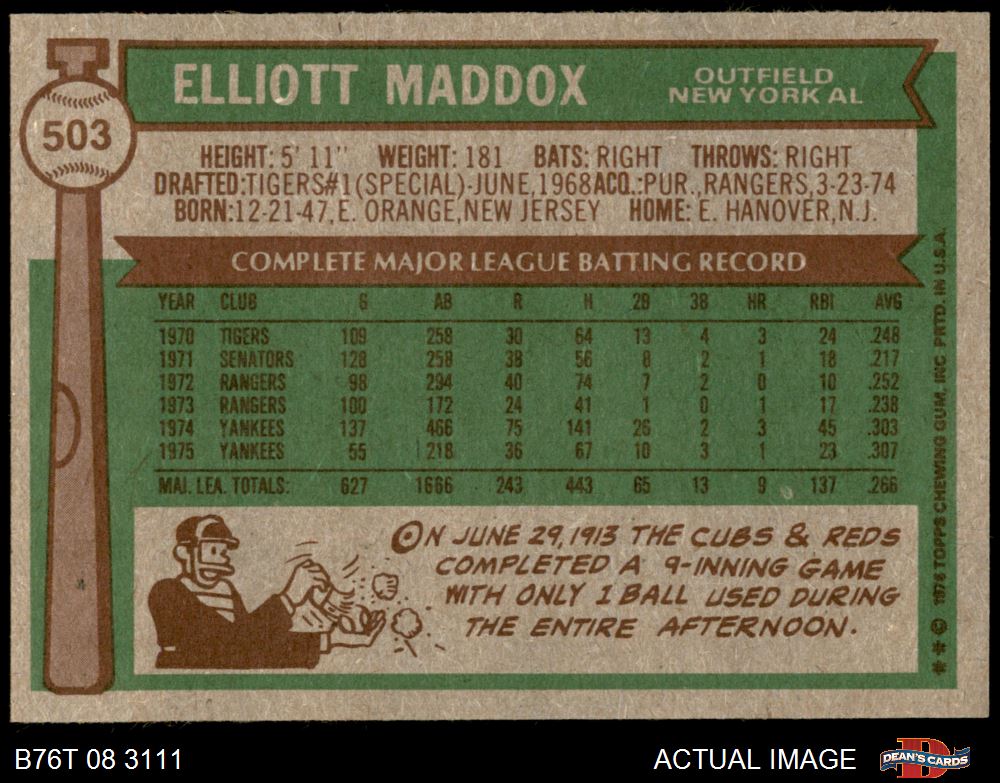 503
ELLIOTT MADDOX
OUTFIELD
NEW YORK AL
HEIGHT: 5' 11" WEIGHT: 181 BATS: RIGHT THROWS: RIGHT
DRAFTED:TIGERS#1(SPECIAL)-JUNE,1968 ACQ.:PUR.,RANGERS,3-23-74
BORN:12-21-47,E. ORANGE,NEW JERSEY HOME: E. HANOVER,N.J.
COMPLETE MAJOR LEAGUE BATTING RECORD
YEAR CLUB G AB R H 2B 3B HR RBI AVG
1970 TIGERS 109 258 30 64 13 4 3 24 .248
1971 SENATORS 128 258 38 56 8 2 1 18 .217
1972 RANGERS 98 294 40 74 7 2 0 10 .252
1973 RANGERS 100 172 24 41 1 0 1 17 .238
1974 YANKEES 137 466 75 141 26 2 3 45 .303
1975 YANKEES 55 218 36 67 10 3 1 23 .307
MAJ. LEA. TOTALS: 627 1666 243 443 65 13 9 137 .266
ON JUNE 29, 1913 THE CUBS & REDS
COMPLETED A 9-INNING GAME
WITH ONLY 1 BALL USED DURING
THE ENTIRE AFTERNOON.
** © 1976 TOPPS CHEWING GUM, INC. PRTD. IN U.S.A.
B76T 08 3111
ACTUAL IMAGE
D
DEAN'S CARDS